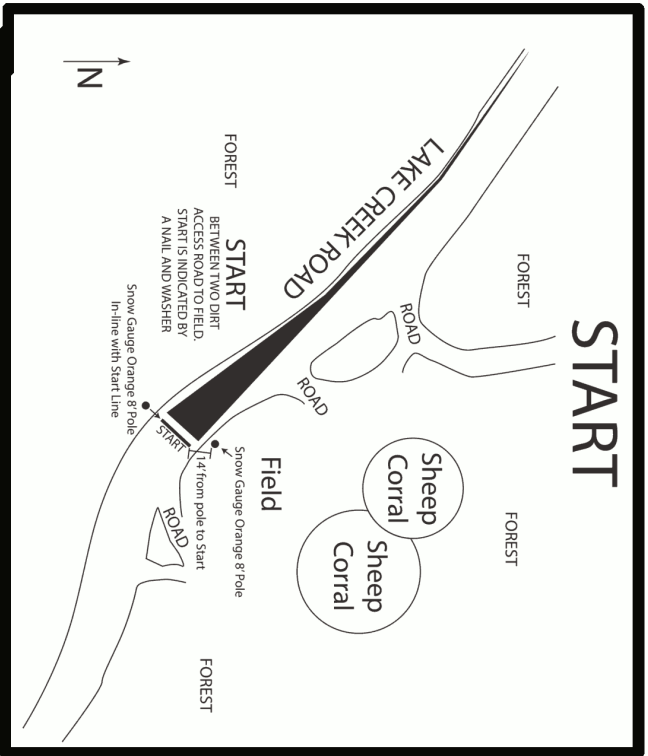 START
FOREST
FOREST
FOREST
FOREST
LAKE CREEK ROAD
ROAD
ROAD
ROAD
Sheep
Corral
Sheep
Corral
Field
START
BETWEEN TWO DIRT
ACCESS ROAD TO FIELD.
START IS INDICATED BY
A NAIL AND WASHER
Snow Gauge Orange 8' Pole
In-line with Start Line
START
Snow Gauge Orange 8' Pole
14' from pole to Start
N